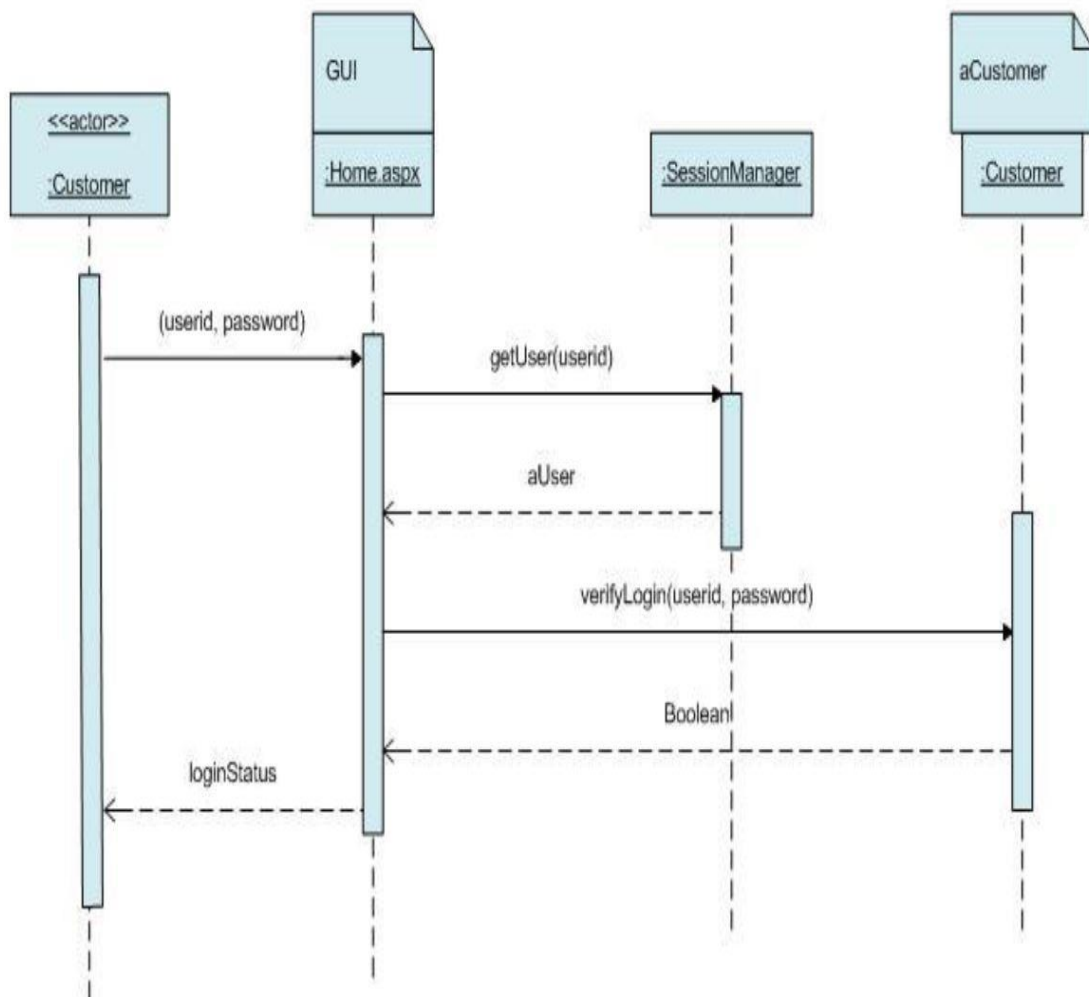 GUI
aCustomer
<<actor>>
:Customer
:Home.aspx
:SessionManager
:Customer
(userid, password)
getUser(userid)
aUser
verifyLogin(userid, password)
Boolean
loginStatus